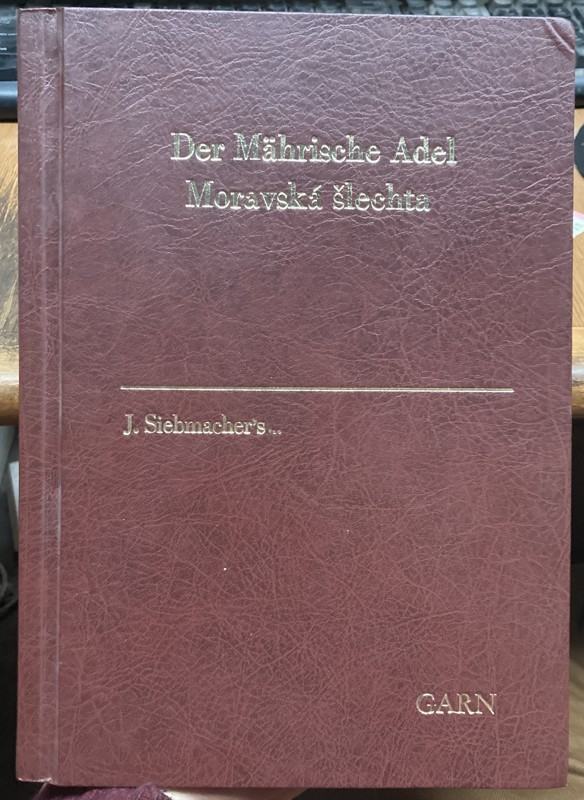 Der Mährische Adel
Moravská šlechta
J. Siebmacher's...
GARN